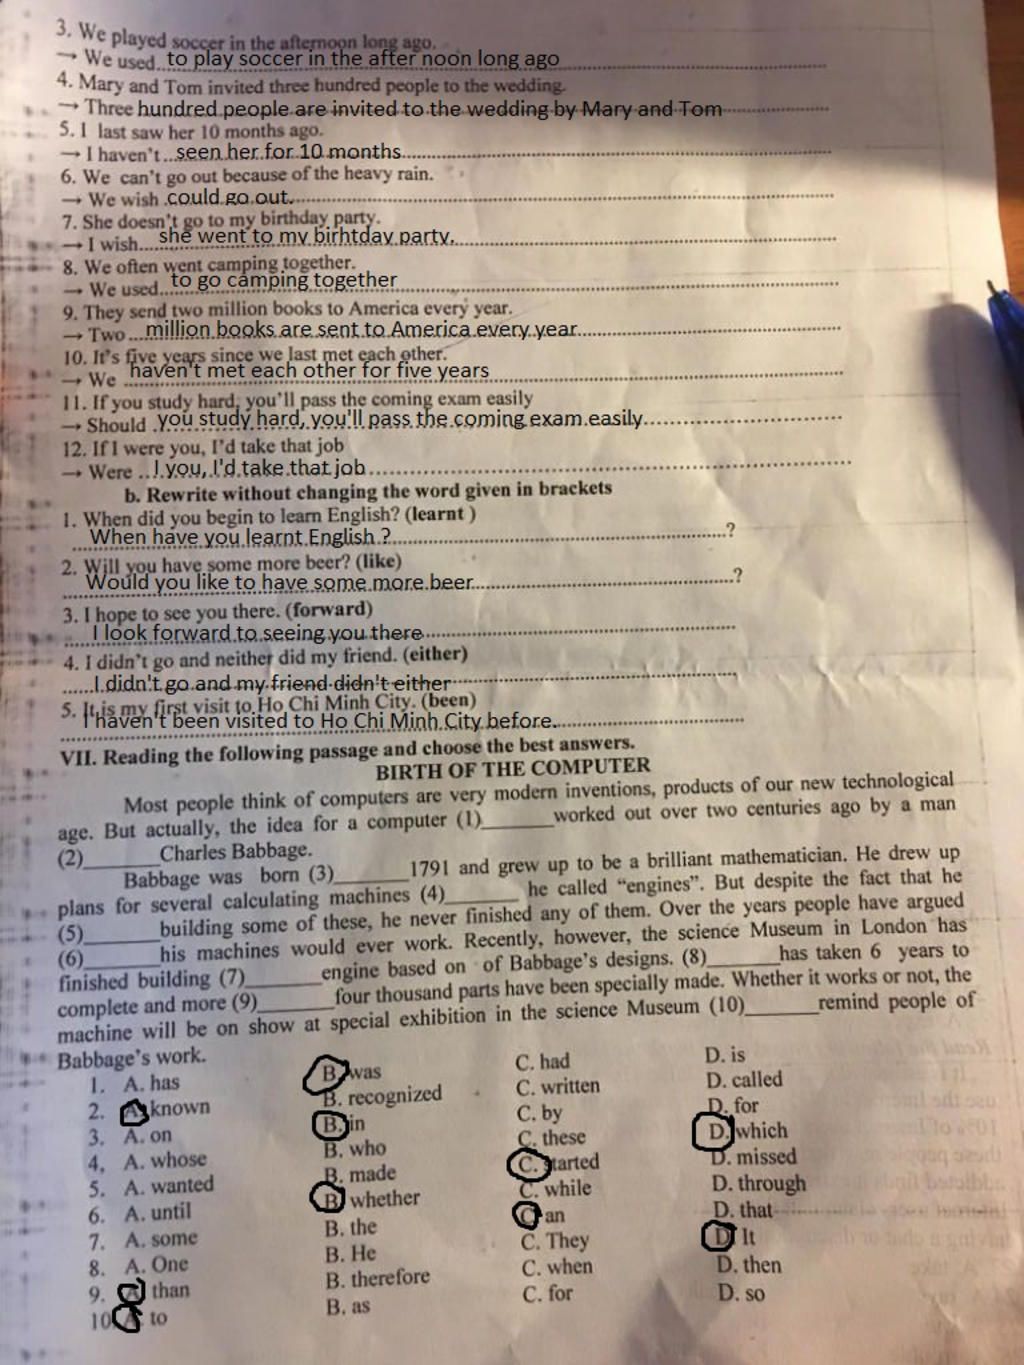 3. We played soccer in the afternoon long ago.
→ We used to play soccer in the after noon long ago
4. Mary and Tom invited three hundred people to the wedding.
→ Three hundred people are invited to the wedding by Mary and Tom
5. I last saw her 10 months ago.
→ I haven't seen her for 10 months
6. We can't go out because of the heavy rain.
→ We wish could go out.
7. She doesn't go to my birthday party.
→ I wish she went to my birhtday party.
8. We often went camping together.
→ We used to go camping together
9. They send two million books to America every year.
→ Two million books are sent to America every year
10. It's five years since we last met each other.
→ We haven't met each other for five years
11. If you study hard, you'll pass the coming exam easily
→ Should you study hard, you'll pass the coming exam easily
12. If I were you, I'd take that job
→ Were I you, I'd take that job
b. Rewrite without changing the word given in brackets
1. When did you begin to learn English? (learnt )
When have you learnt English ? ?
2. Will you have some more beer? (like)
Would you like to have some more beer ?
3. I hope to see you there. (forward)
I look forward to seeing you there
4. I didn't go and neither did my friend. (either)
I didn't go and my friend didn't either
5. It is my first visit to Ho Chi Minh City. (been)
I haven't been visited to Ho Chi Minh City before.
VII. Reading the following passage and choose the best answers.
BIRTH OF THE COMPUTER
Most people think of computers are very modern inventions, products of our new technological
age. But actually, the idea for a computer (1)______worked out over two centuries ago by a man
(2)______Charles Babbage.
Babbage was born (3)______1791 and grew up to be a brilliant mathematician. He drew up
plans for several calculating machines (4)______ he called "engines". But despite the fact that he
(5)______building some of these, he never finished any of them. Over the years people have argued
(6)______his machines would ever work. Recently, however, the science Museum in London has
finished building (7)______engine based on of Babbage's designs. (8)______has taken 6 years to
complete and more (9)______four thousand parts have been specially made. Whether it works or not, the
machine will be on show at special exhibition in the science Museum (10)______remind people of
Babbage's work.
1. A. has B. was C. had D. is
2. A. known B. recognized C. written D. called
3. A. on B. in C. by D. for
4, A. whose B. who C. these D. which
5. A. wanted B. made C. started D. missed
6. A. until B. whether C. while D. through
7. A. some B. the C. an D. that
8. A. One B. He C. They D. It
9. A. than B. therefore C. when D. then
10. A. to B. as C. for D. so